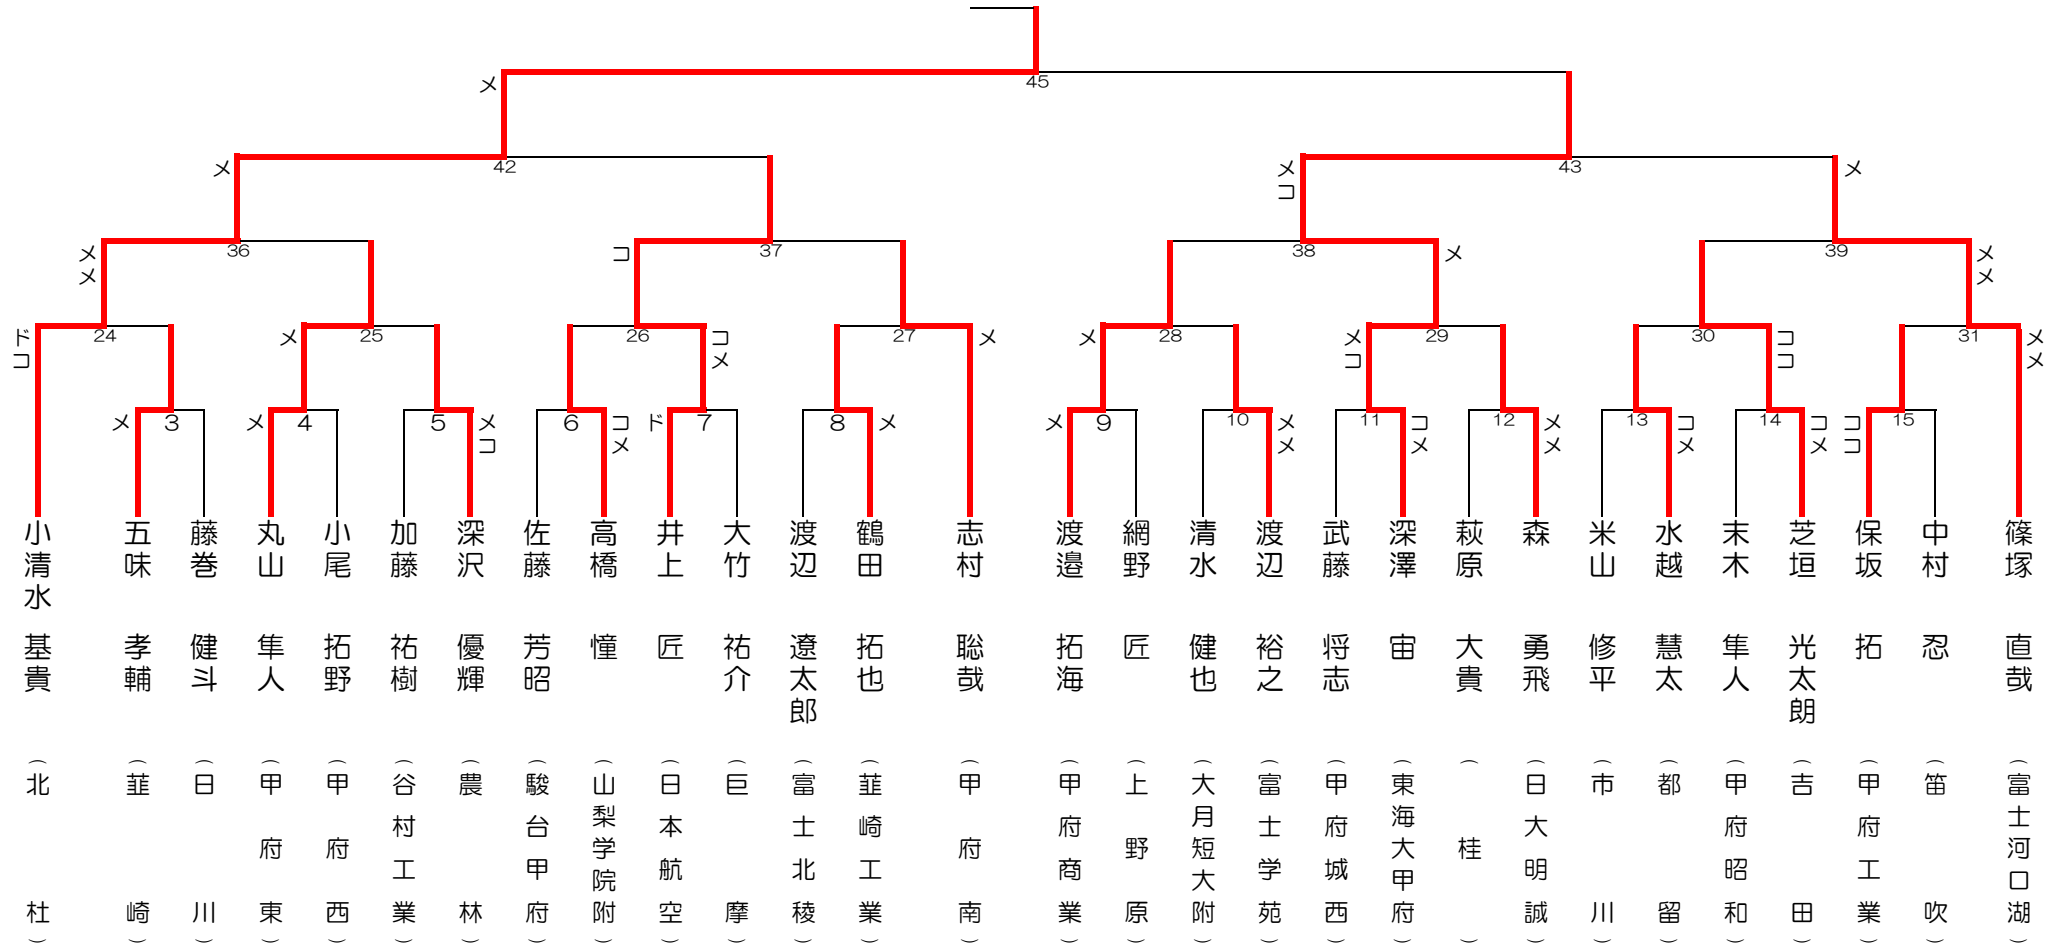 45
メ
42
43
メ
メ
コ
メ
36
37
38
39
メ
メ
コ
メ
メ
メ
24
25
26
27
28
29
30
31
ド
コ
メ
コ
メ
メ
メ
メ
コ
コ
コ
メ
メ
3
4
5
6
7
8
9
10
11
12
13
14
15
メ
メ
メ
コ
コ
メ
ド
メ
メ
メ
メ
コ
メ
メ
メ
コ
メ
コ
メ
コ
コ
小清水 基貴 (北杜)
五味 孝輔 (韮崎)
藤巻 健斗 (日川)
丸山 隼人 (甲府東)
小尾 拓野 (甲府西)
加藤 祐樹 (谷村工業)
深沢 優輝 (農林)
佐藤 芳昭 (駿台甲府)
高橋 憧 (山梨学院附)
井上 匠 (日本航空)
大竹 祐介 (巨摩)
渡辺 遼太郎 (富士北稜)
鶴田 拓也 (韮崎工業)
志村 聡哉 (甲府南)
渡邉 拓海 (甲府商業)
網野 匠 (上野原)
清水 健也 (大月短大附)
渡辺 裕之 (富士学苑)
武藤 将志 (甲府城西)
深澤 宙 (東海大甲府)
萩原 大貴 (桂)
森 勇飛 (日大明誠)
米山 修平 (市川)
水越 慧太 (都留)
末木 隼人 (甲府昭和)
芝垣 光太朗 (吉田)
保坂 拓 (甲府工業)
中村 忍 (笛吹)
篠塚 直哉 (富士河口湖)